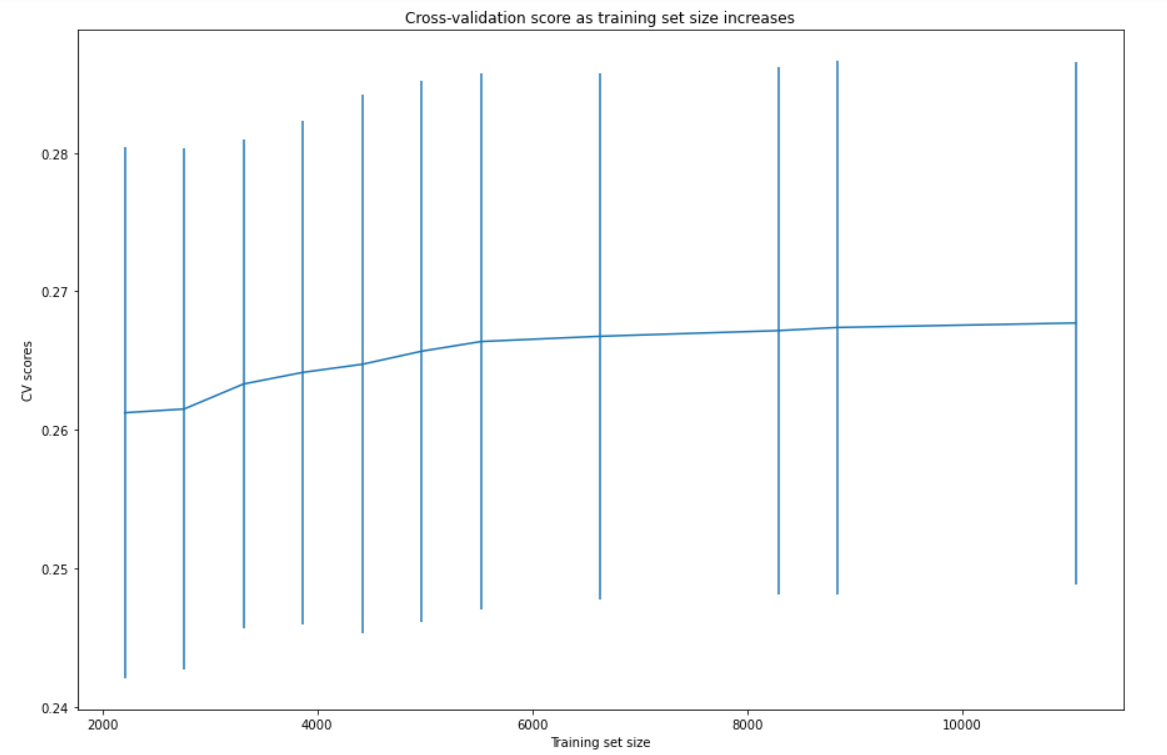 Cross-validation score as training set size increases
CV scores
0.28
0.27
0.26
0.25
0.24
2000 4000 6000 8000 10000
Training set size